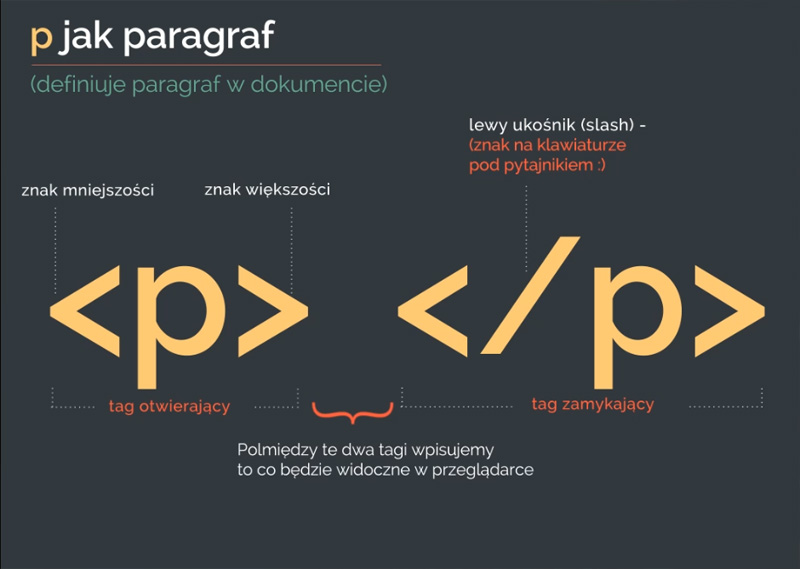 p jak paragraf
(definiuje paragraf w dokumencie)
lewy ukośnik (slash) -
(znak na klawiaturze
pod pytajnikiem :)
znak mniejszości
znak większości
<p>
</p>
tag otwierający
tag zamykający
Polmiędzy te dwa tagi wpisujemy
to co będzie widoczne w przeglądarce